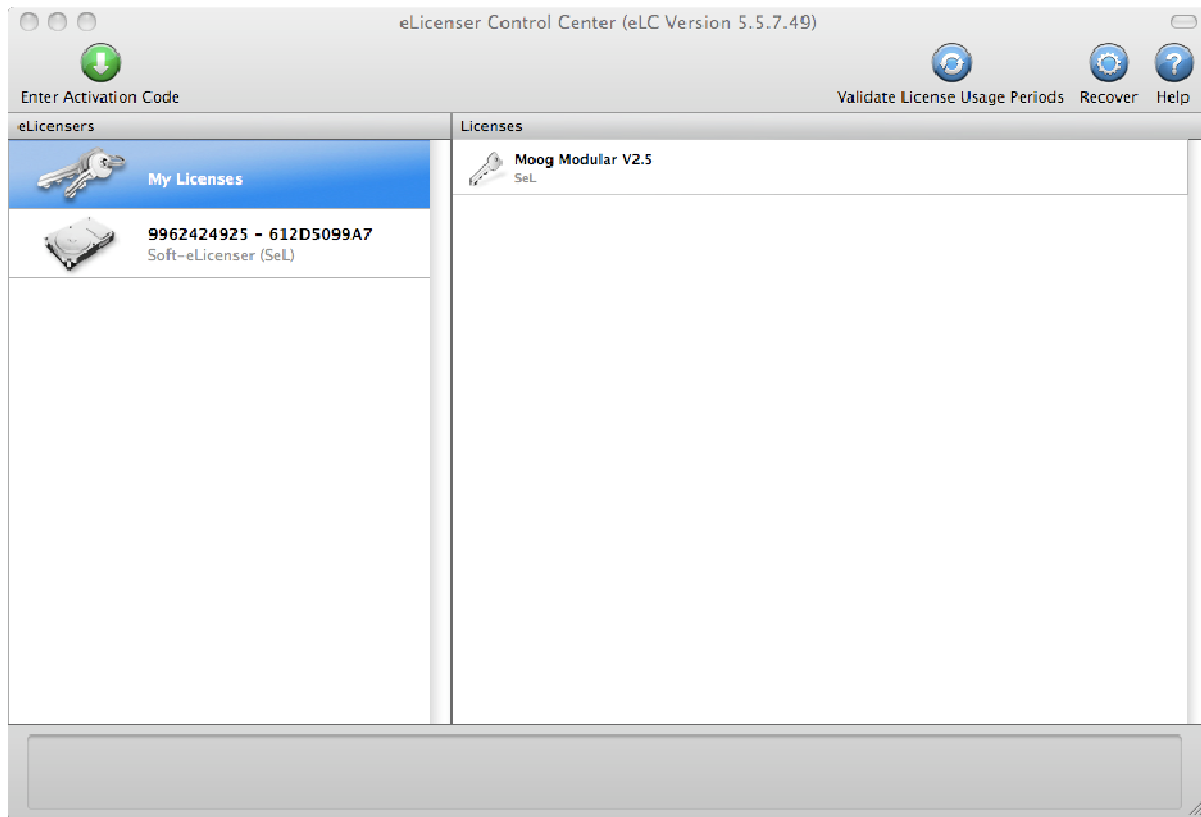 eLicenser Control Center (eLC Version 5.5.7.49)
Enter Activation Code
Validate License Usage Periods
Recover
Help
eLicensers
Licenses
My Licenses
9962424925 – 612D5099A7
Soft-eLicenser (SeL)
Moog Modular V2.5
SeL